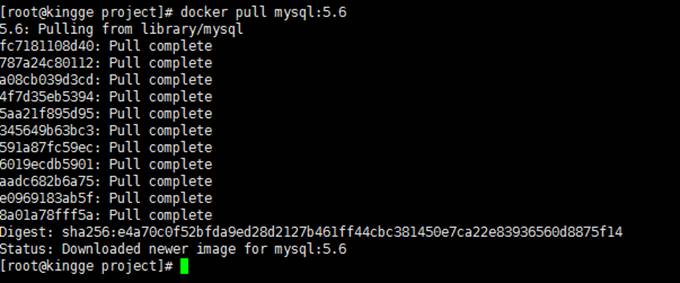 [root@kingge project]# docker pull mysql:5.6
5.6: Pulling from library/mysql
fc7181108d40: Pull complete
787a24c80112: Pull complete
a08cb039d3cd: Pull complete
4f7d35eb5394: Pull complete
5aa21f895d95: Pull complete
345649b63bc3: Pull complete
591a87fc59ec: Pull complete
6019ecdb5901: Pull complete
aadc682b6a75: Pull complete
e0969183ab5f: Pull complete
8a01a78fff5a: Pull complete
Digest: sha256:e4a70c0f52bfda9ed28d2127b461ff44cbc381450e7ca22e83936560d8875f14
Status: Downloaded newer image for mysql:5.6
[root@kingge project]#